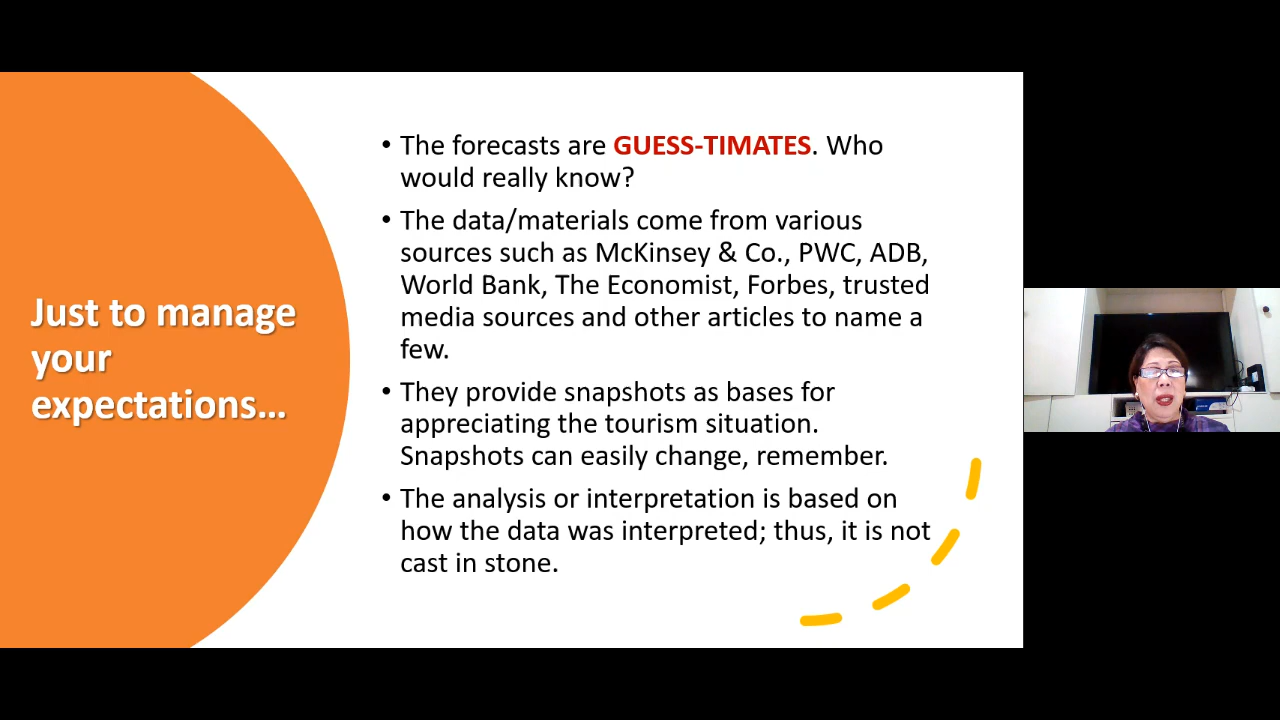 Just to manage
your
expectations…
• The forecasts are GUESS-TIMATES. Who
would really know?
• The data/materials come from various
sources such as McKinsey & Co., PWC, ADB,
World Bank, The Economist, Forbes, trusted
media sources and other articles to name a
few.
• They provide snapshots as bases for
appreciating the tourism situation.
Snapshots can easily change, remember.
• The analysis or interpretation is based on
how the data was interpreted; thus, it is not
cast in stone.